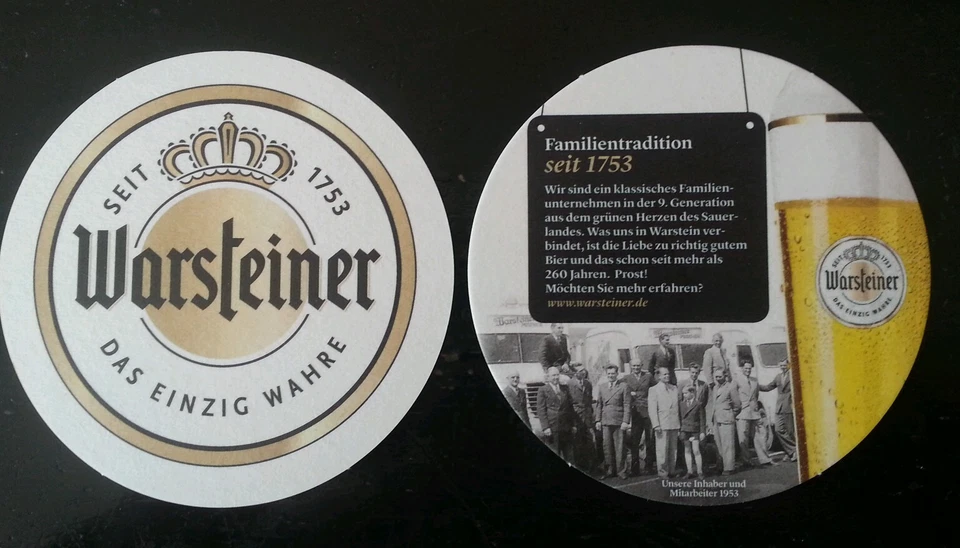 SEIT 1753
Warsteiner
DAS EINZIG WAHRE
Familientradition
seit 1753
Wir sind ein klassisches Familien-
unternehmen in der 9. Generation
aus dem grünen Herzen des Sauer-
landes. Was uns in Warstein ver-
bindet, ist die Liebe zu richtig gutem
Bier und das schon seit mehr als
260 Jahren. Prost!
Möchten Sie mehr erfahren?
www.warsteiner.de
SEIT 1753
Warsteiner
DAS EINZIG WAHRE
Unsere Inhaber und
Mitarbeiter 1953